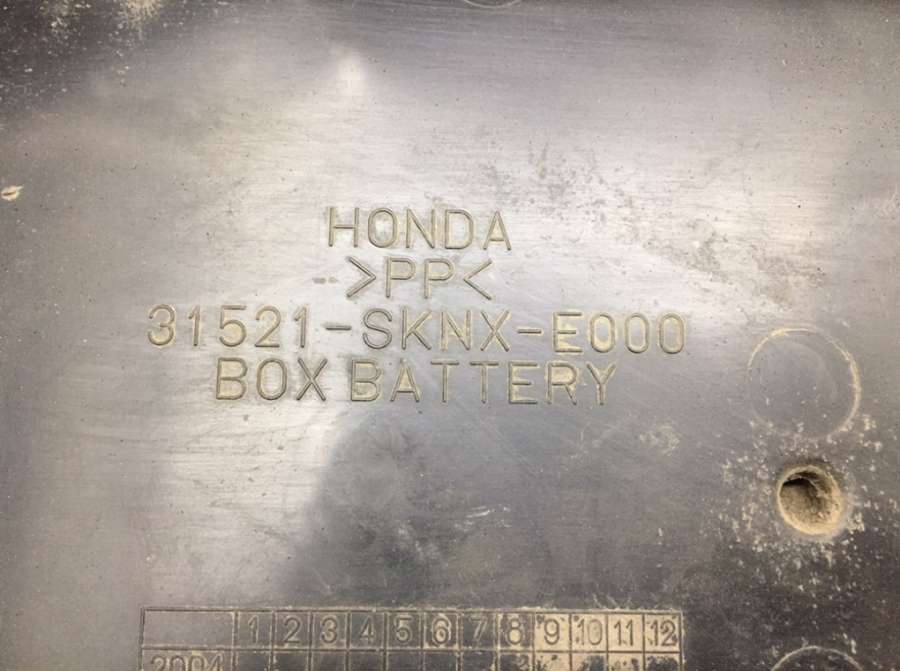 HONDA
>PP<
31521-SKNX-E000
BOX BATTERY
1 2 3 4 5 6 7 8 9 10 11 12
2004